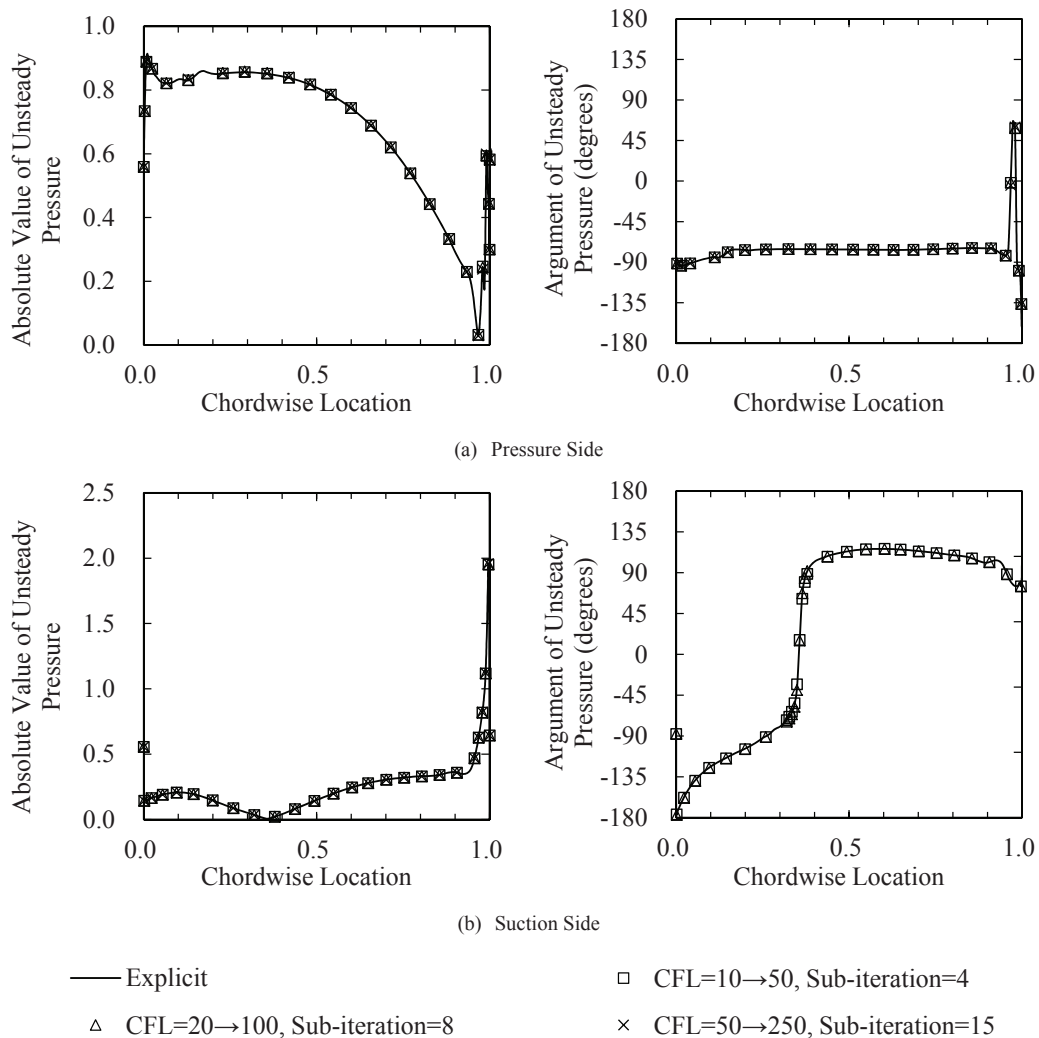 Absolute Value of Unsteady
Pressure
1.0
0.8
0.6
0.4
0.2
0.0
0.0 0.5 1.0
Chordwise Location
Argument of Unsteady
Pressure (degrees)
180
135
90
45
0
-45
-90
-135
-180
0.0 0.5 1.0
Chordwise Location
(a) Pressure Side
Absolute Value of Unsteady
Pressure
2.5
2.0
1.5
1.0
0.5
0.0
0.0 0.5 1.0
Chordwise Location
Argument of Unsteady
Pressure (degrees)
180
135
90
45
0
-45
-90
-135
-180
0.0 0.5 1.0
Chordwise Location
(b) Suction Side
Explicit
CFL=10→50, Sub-iteration=4
CFL=20→100, Sub-iteration=8
CFL=50→250, Sub-iteration=15